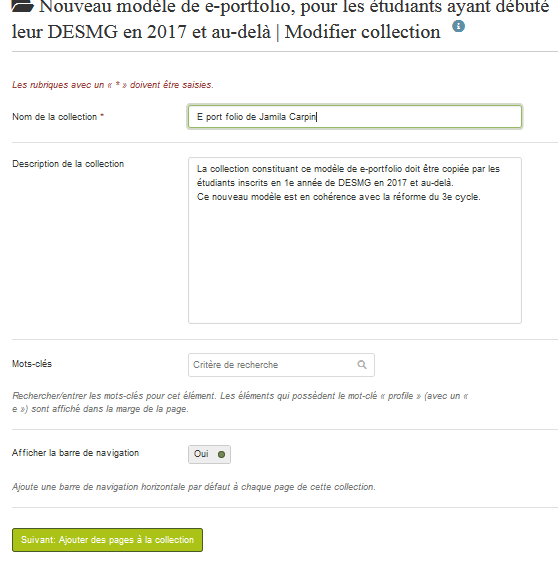 Nouveau modèle de e-portfolio, pour les étudiants ayant débuté
leur DESMG en 2017 et au-delà | Modifier collection
Les rubriques avec un « * » doivent être saisies.
Nom de la collection *
E port folio de Jamila Carpin
Description de la collection
La collection constituant ce modèle de e-portfolio doit être copiée par les
étudiants inscrits en 1e année de DESMG en 2017 et au-delà.
Ce nouveau modèle est en cohérence avec la réforme du 3e cycle.
Mots-clés
Critère de recherche
Rechercher/entrer les mots-clés pour cet élément. Les éléments qui possèdent le mot-clé « profile » (avec un «
e ») sont affiché dans la marge de la page.
Afficher la barre de navigation
Oui
Ajoute une barre de navigation horizontale par défaut à chaque page de cette collection.
Suivant: Ajouter des pages à la collection